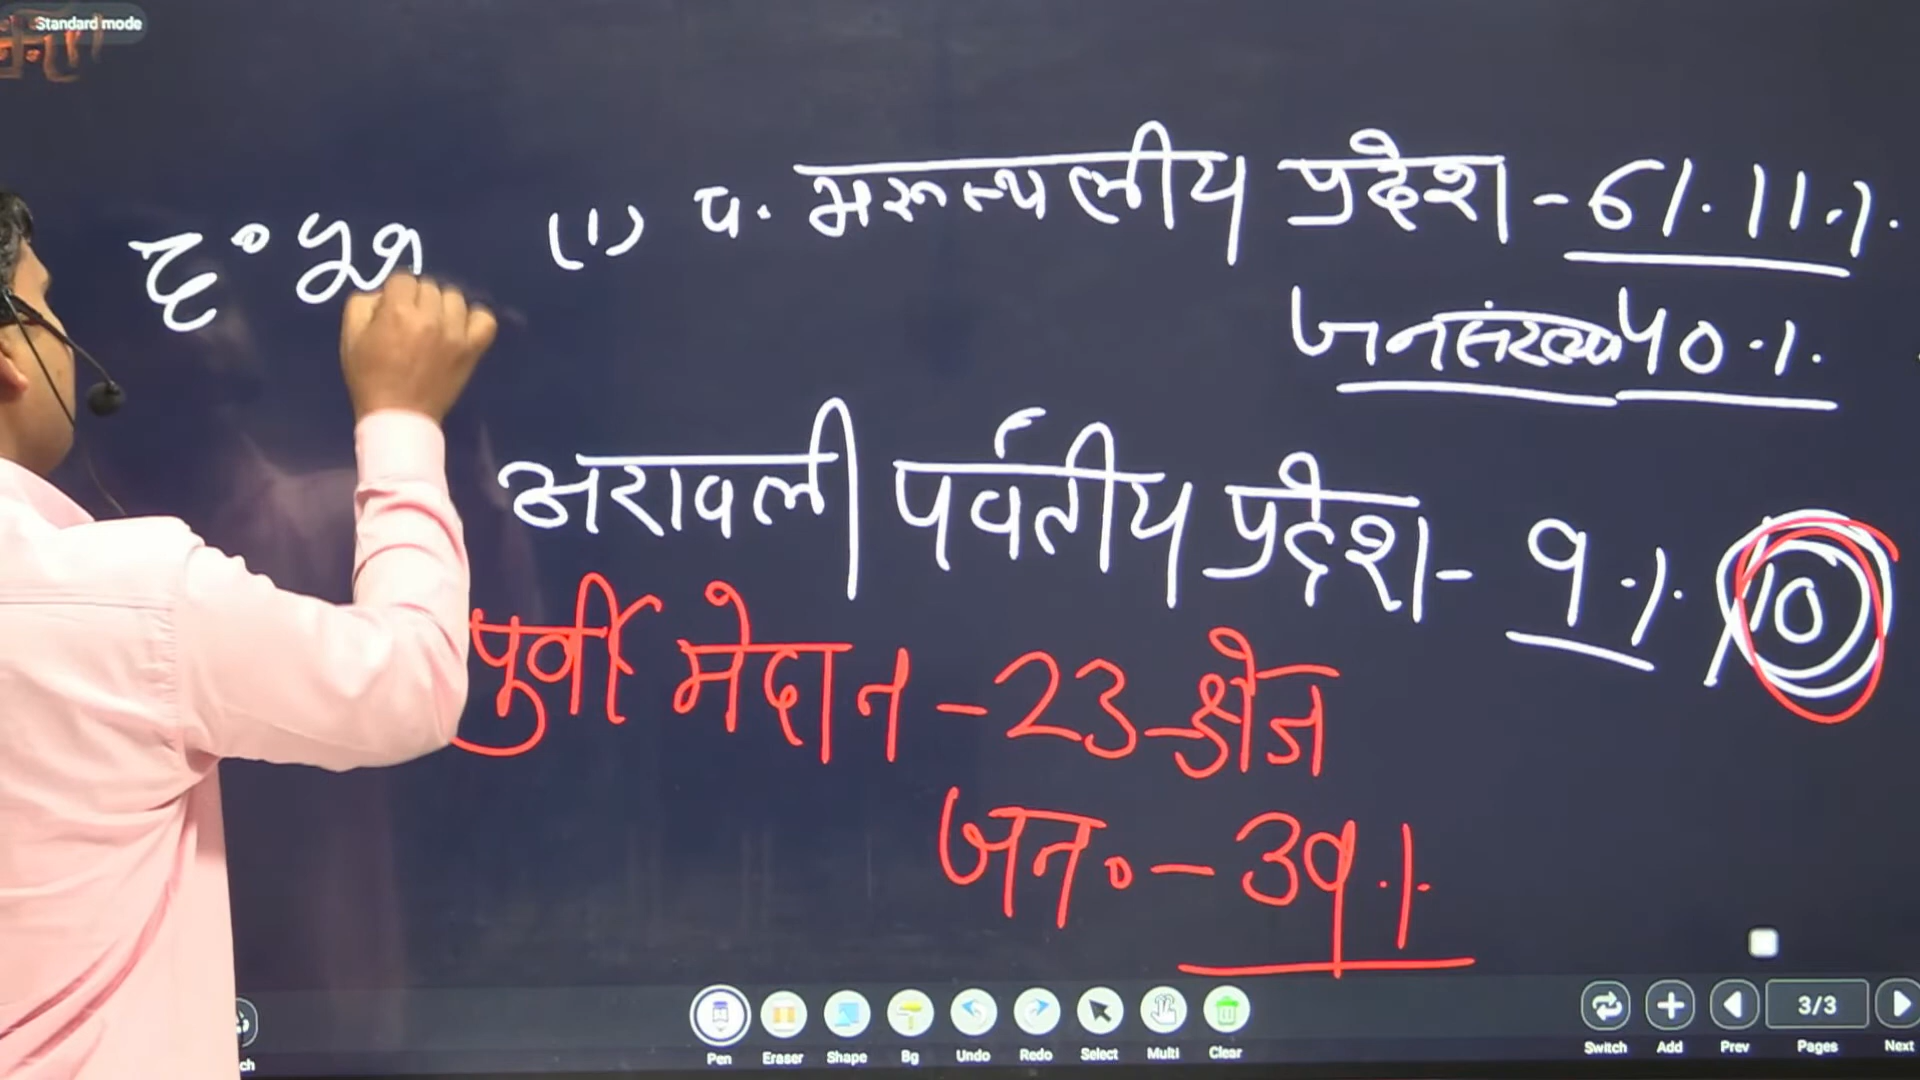 Standard mode
(1) प. मरुस्थलीय प्रदेश - 61.11%.
जनसंख्या 40%.
द॰ पू
अरावली पर्वतीय प्रदेश - 9% 10
पुर्वी मेदान - 23 - क्षेत्र
जन॰ - 39%
Pen Eraser Shape Bg Undo Redo Select Multi Clear
Switch Add Prev Pages Next
3/3